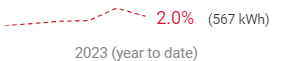 2.0% (567 kWh)
2023 (year to date)